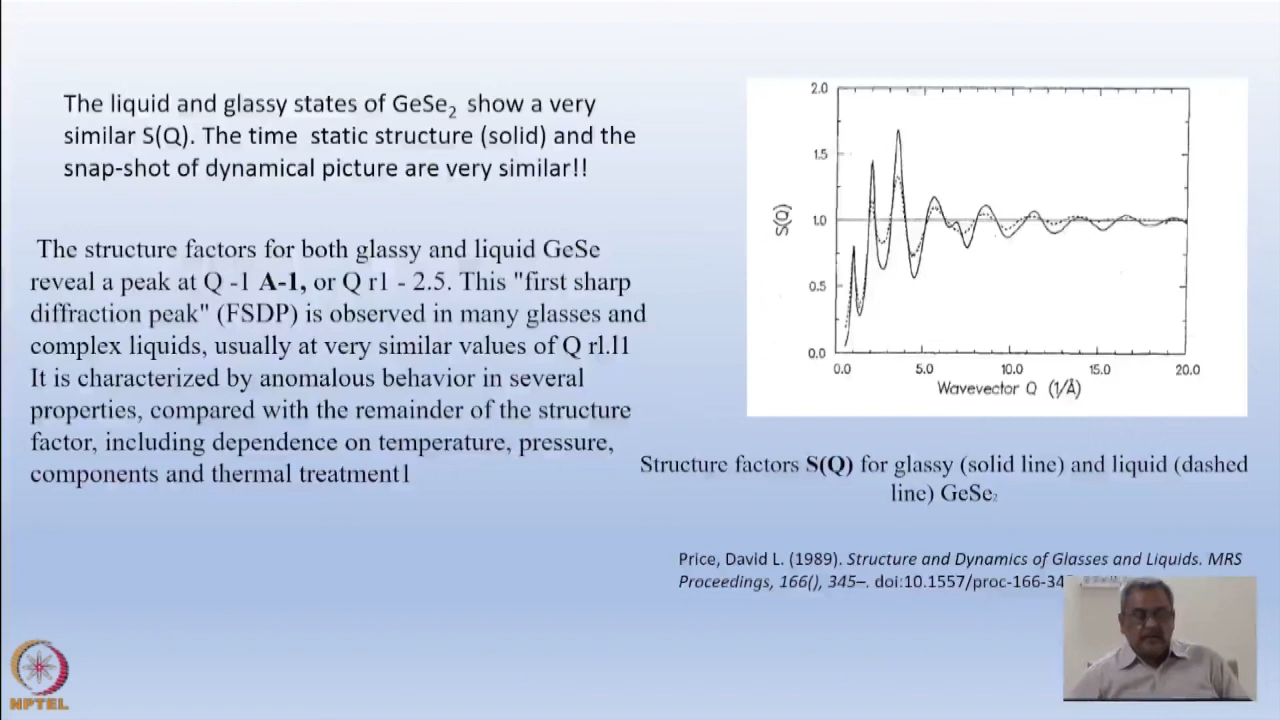 The liquid and glassy states of GeSe₂ show a very
similar S(Q). The time static structure (solid) and the
snap-shot of dynamical picture are very similar!!
The structure factors for both glassy and liquid GeSe
reveal a peak at Q -1 A-1, or Q r1 - 2.5. This "first sharp
diffraction peak" (FSDP) is observed in many glasses and
complex liquids, usually at very similar values of Q rl.l1
It is characterized by anomalous behavior in several
properties, compared with the remainder of the structure
factor, including dependence on temperature, pressure,
components and thermal treatment1
2.0
1.5
1.0
0.5
0.0
S(Q)
0.0 5.0 10.0 15.0 20.0
Wavevector Q (1/Å)
Structure factors S(Q) for glassy (solid line) and liquid (dashed
line) GeSe₂
Price, David L. (1989). Structure and Dynamics of Glasses and Liquids. MRS
Proceedings, 166(), 345–. doi:10.1557/proc-166-34
NPTEL